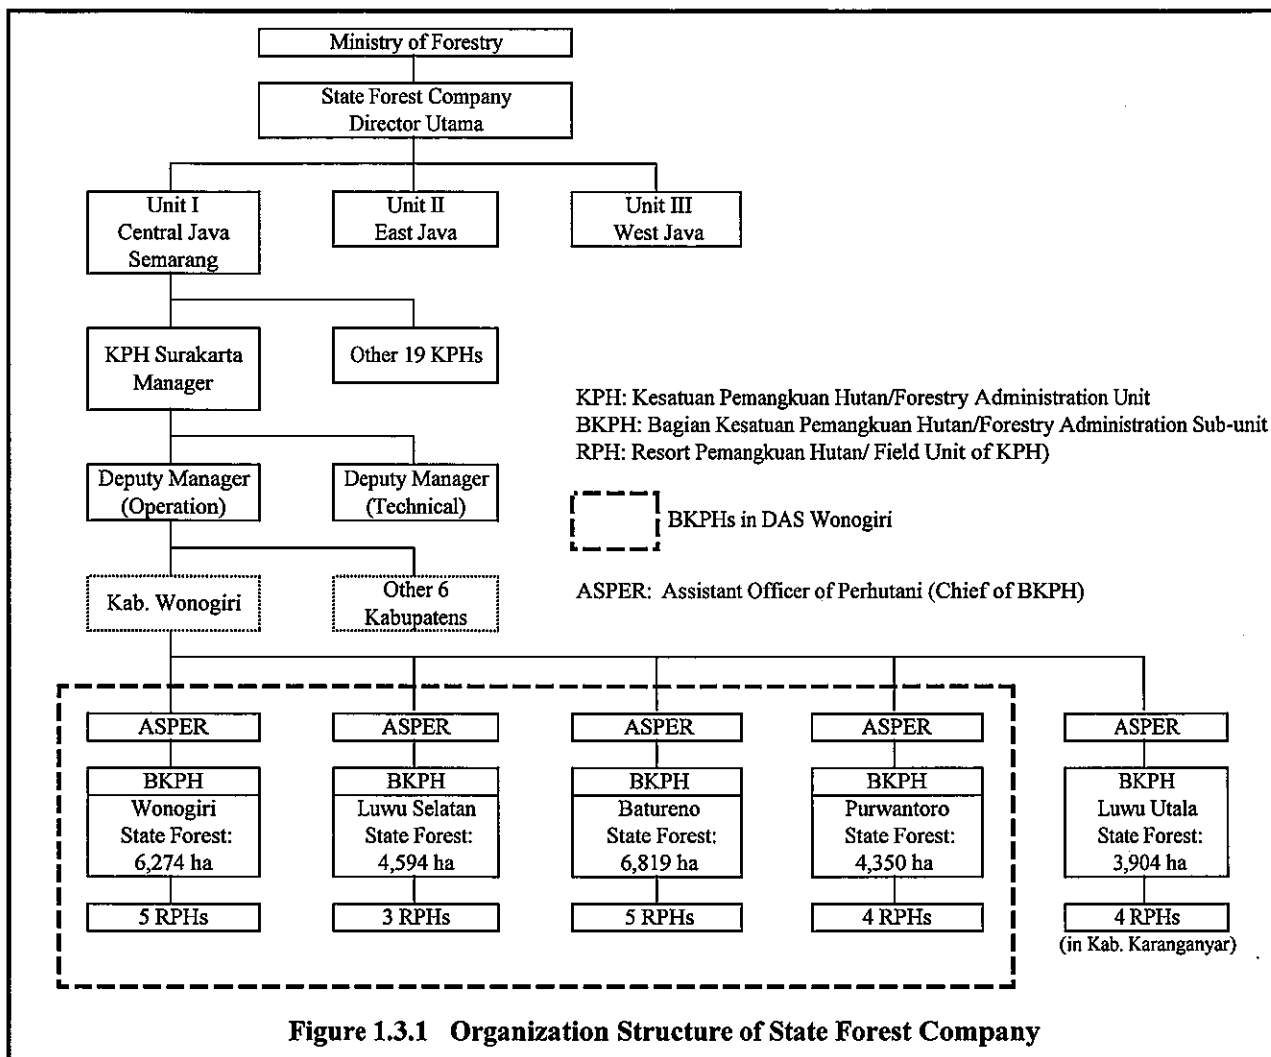 Ministry of Forestry
State Forest Company
Director Utama
Unit I
Central Java
Semarang
Unit II
East Java
Unit III
West Java
KPH Surakarta
Manager
Other 19 KPHs
KPH: Kesatuan Pemangkuan Hutan/Forestry Administration Unit
BKPH: Bagian Kesatuan Pemangkuan Hutan/Forestry Administration Sub-unit
RPH: Resort Pemangkuan Hutan/ Field Unit of KPH)
Deputy Manager
(Operation)
Deputy Manager
(Technical)
BKPHs in DAS Wonogiri
Kab. Wonogiri
Other 6
Kabupatens
ASPER: Assistant Officer of Perhutani (Chief of BKPH)
ASPER
BKPH
Wonogiri
State Forest:
6,274 ha
5 RPHs
ASPER
BKPH
Luwu Selatan
State Forest:
4,594 ha
3 RPHs
ASPER
BKPH
Batureno
State Forest:
6,819 ha
5 RPHs
ASPER
BKPH
Purwantoro
State Forest:
4,350 ha
4 RPHs
ASPER
BKPH
Luwu Utala
State Forest:
3,904 ha
4 RPHs
(in Kab. Karanganyar)
Figure 1.3.1 Organization Structure of State Forest Company